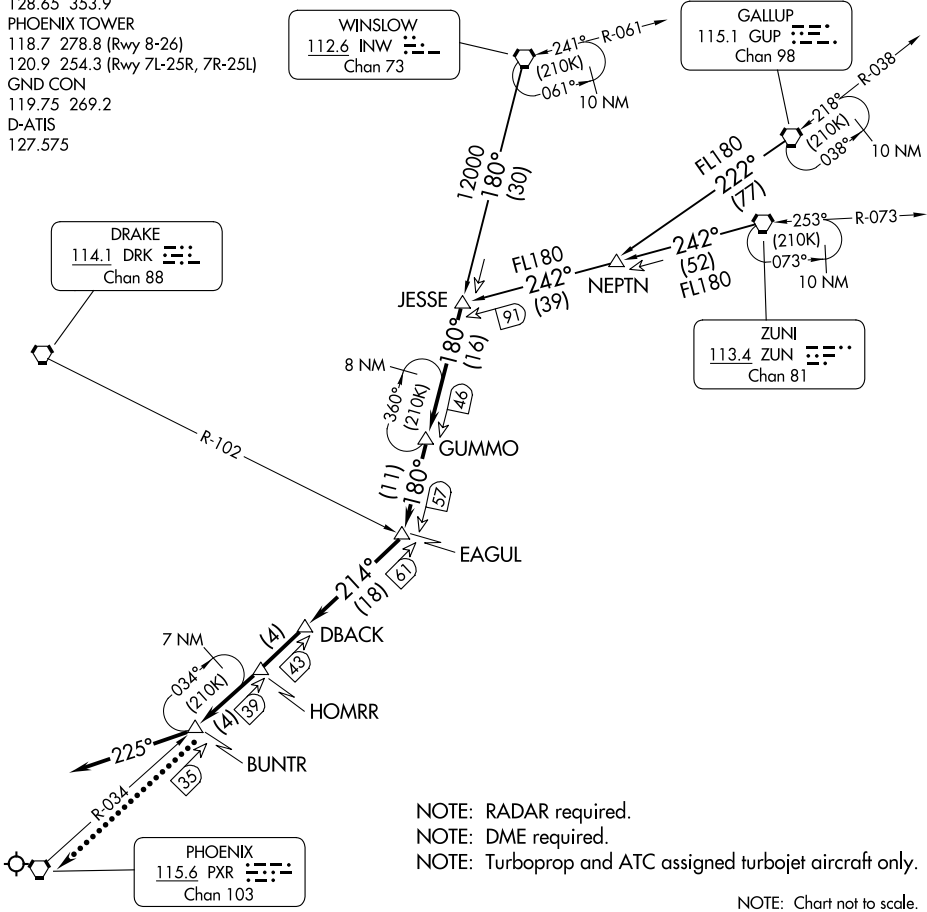 128.65 353.9
PHOENIX TOWER
118.7 278.8 (Rwy 8-26)
120.9 254.3 (Rwy 7L-25R, 7R-25L)
GND CON
119.75 269.2
D-ATIS
127.575
WINSLOW
112.6 INW
Chan 73
241° R-061
(210K)
061°
10 NM
GALLUP
115.1 GUP
Chan 98
218° R-038
(210K)
038°
10 NM
12000
180°
(30)
FL180
222°
(77)
253° R-073
(210K)
073°
10 NM
242°
(52)
FL180
NEPTN
FL180
242°
(39)
91
DRAKE
114.1 DRK
Chan 88
JESSE
ZUNI
113.4 ZUN
Chan 81
180°
(16)
8 NM
360°
(210K)
46
GUMMO
R-102
180°
(11)
57
EAGUL
61
214°
(18)
DBACK
43
(4)
7 NM
034°
(210K)
HOMRR
39
(4)
BUNTR
225°
35
R-034
PHOENIX
115.6 PXR
Chan 103
NOTE: RADAR required.
NOTE: DME required.
NOTE: Turboprop and ATC assigned turbojet aircraft only.
NOTE: Chart not to scale.